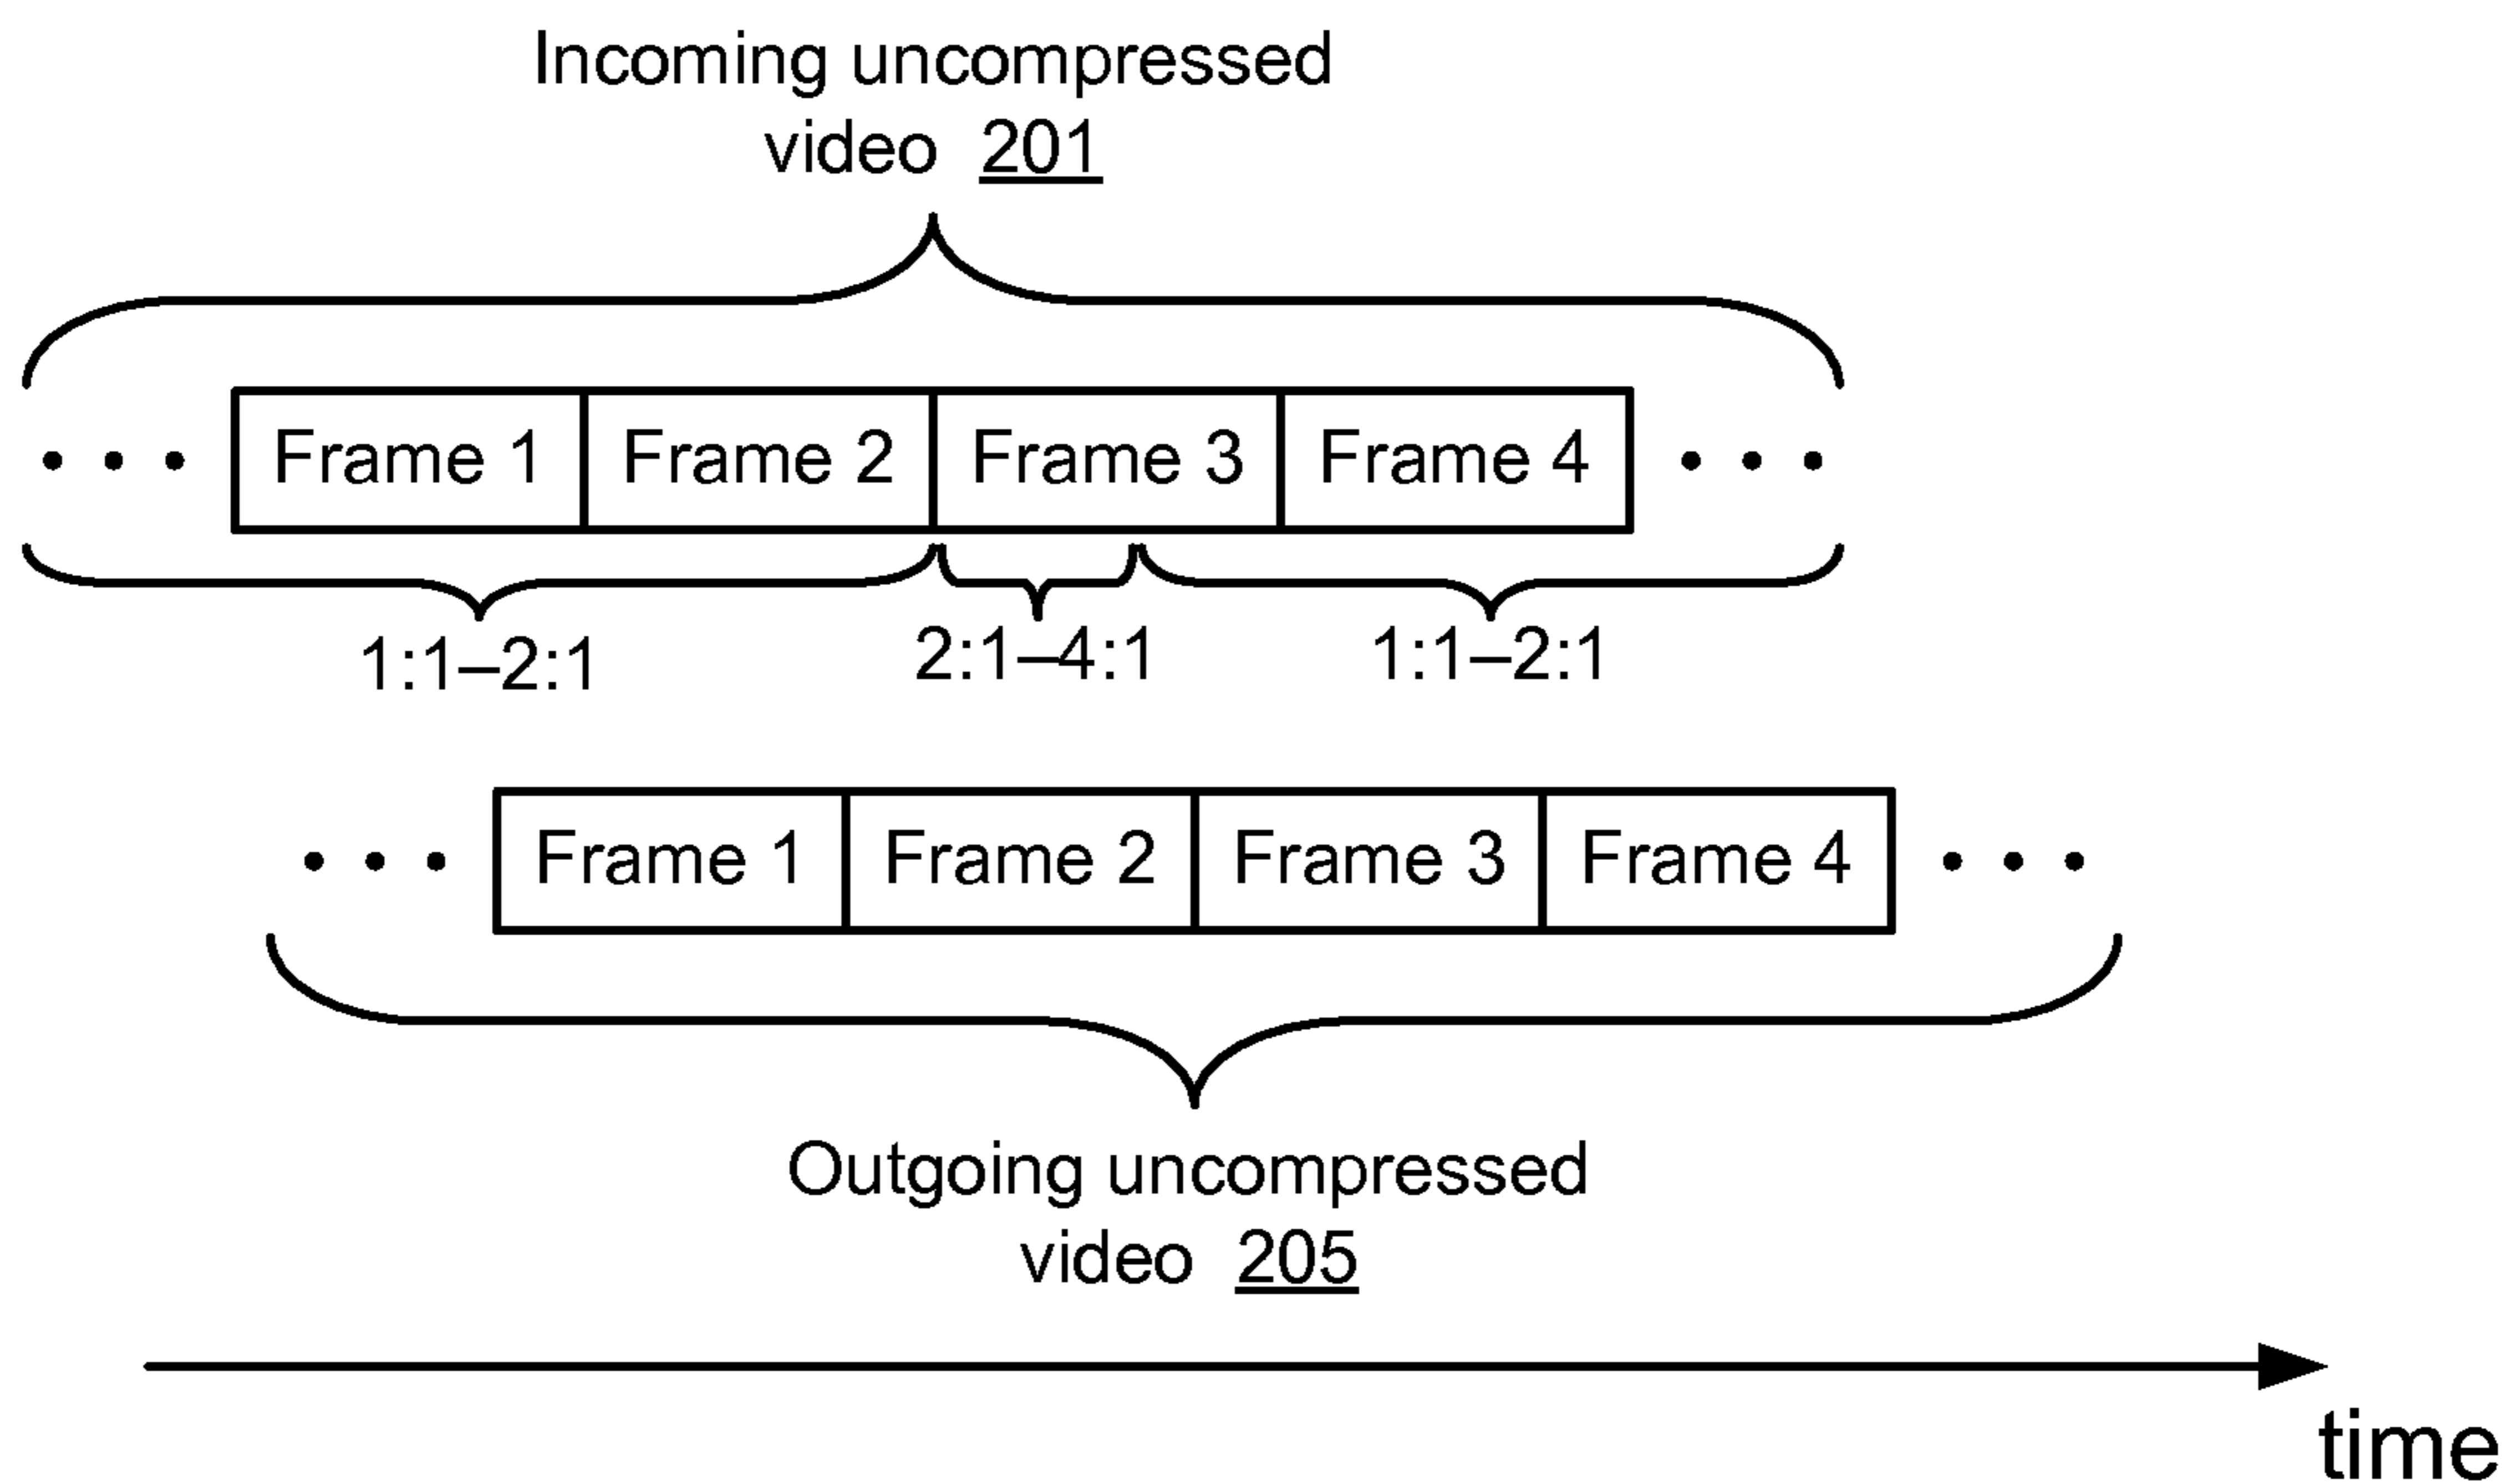 Incoming uncompressed
video 201
• • • Frame 1 Frame 2 Frame 3 Frame 4 • • •
1:1–2:1 2:1–4:1 1:1–2:1
• • • Frame 1 Frame 2 Frame 3 Frame 4 • • •
Outgoing uncompressed
video 205
time